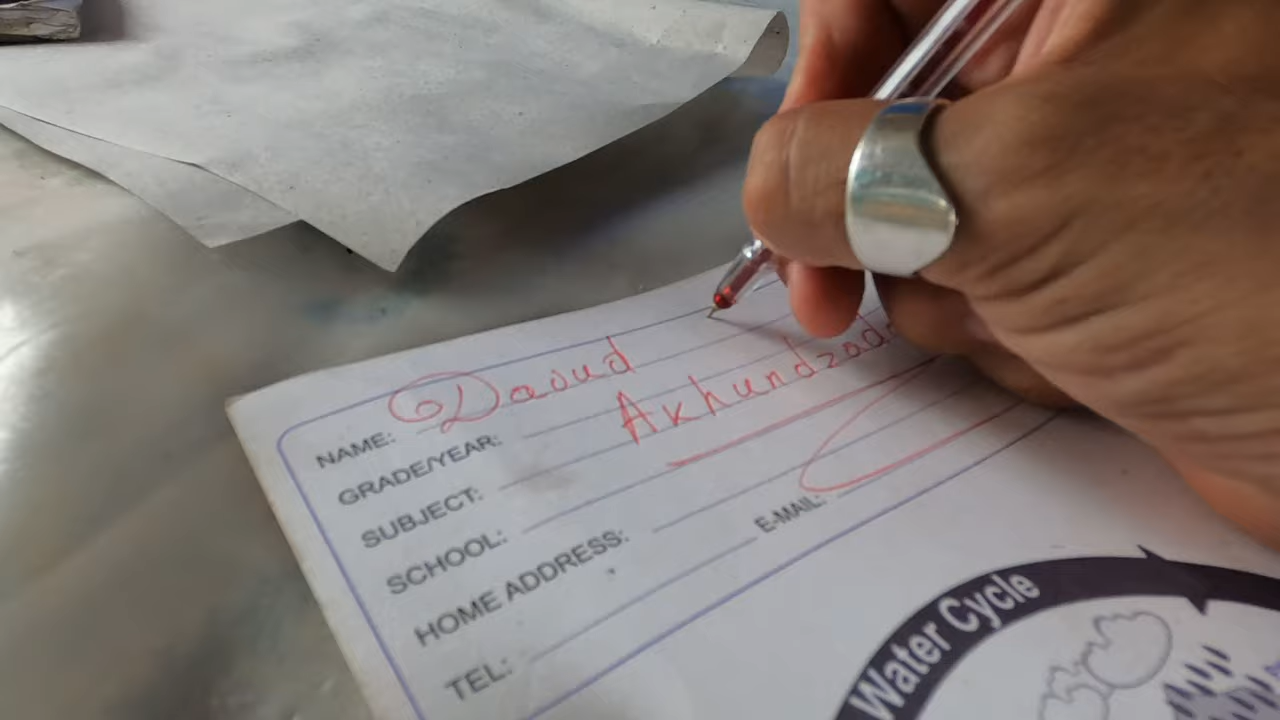 NAME: Daoud
GRADE/YEAR: Akhundzada
SUBJECT:
SCHOOL:
HOME ADDRESS:
TEL: E-MAIL:
Water Cycle